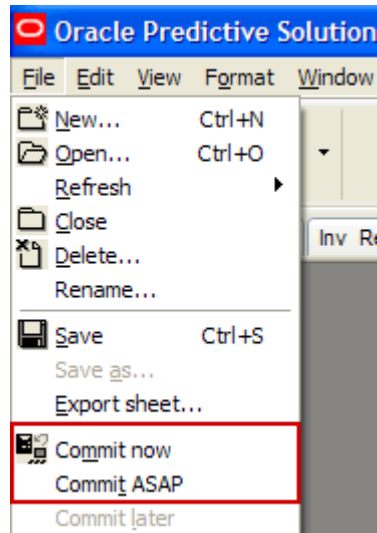 Oracle Predictive Solution
File Edit View Format Window
New... Ctrl+N
Open... Ctrl+O
Refresh
Close
Inv Re
Delete...
Rename...
Save Ctrl+S
Save as...
Export sheet...
Commit now
Commit ASAP
Commit later